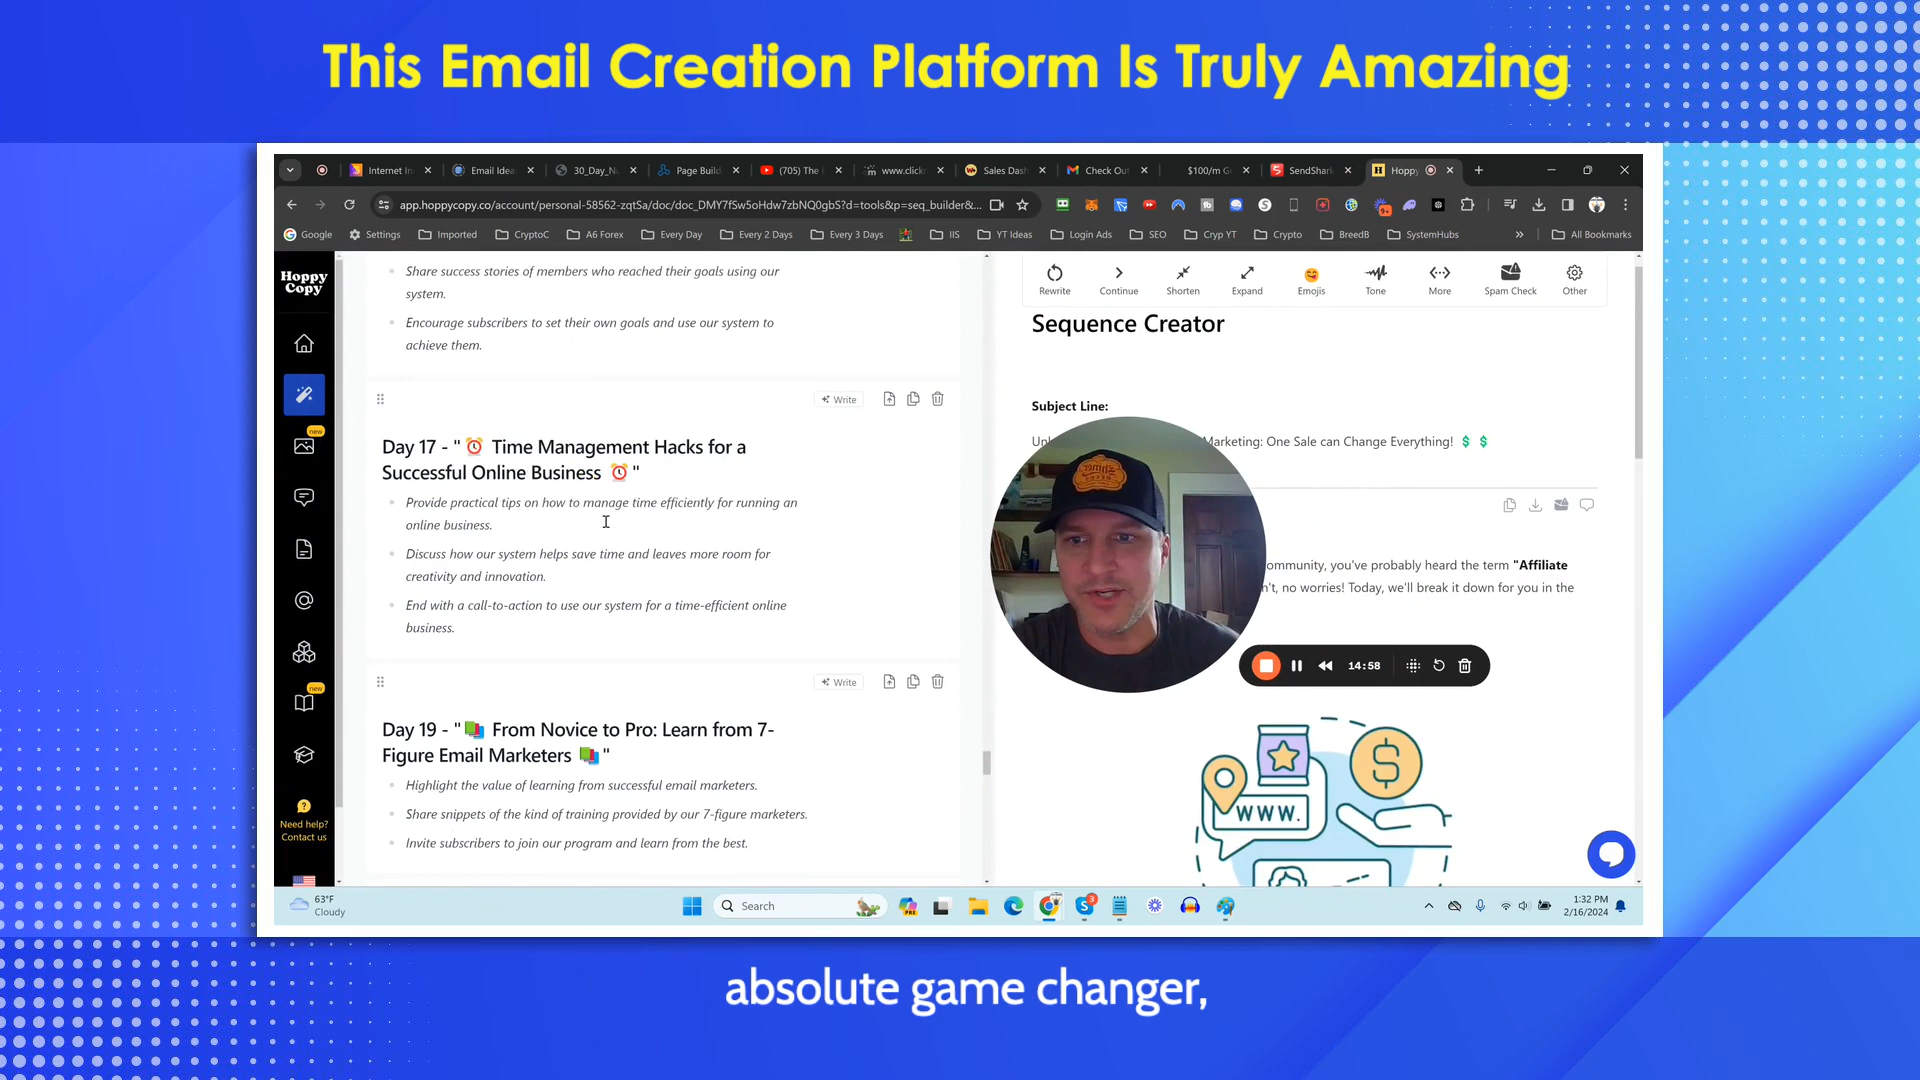 This Email Creation Platform Is Truly Amazing
Internet In
Email Idea
30_Day_Nu
Page Build
(705) The
www.click
Sales Dash
Check Out
$100/m G
SendShark
Hoppy
app.hoppycopy.co/account/personal-58562-zqtSa/doc/doc_DMY7fSw5oHdw7zbNQ0gbS?d=tools&p=seq_builder&...
Google
Settings
Imported
CryptoC
A6 Forex
Every Day
Every 2 Days
Every 3 Days
IIS
YT Ideas
Login Ads
SEO
Cryp YT
Crypto
BreedB
SystemHubs
»
All Bookmarks
Hoppy
Copy
new
new
Need help?
Contact us
Share success stories of members who reached their goals using our
system.
Encourage subscribers to set their own goals and use our system to
achieve them.
Write
Day 17 - "⏰ Time Management Hacks for a
Successful Online Business ⏰"
Provide practical tips on how to manage time efficiently for running an
online business.
Discuss how our system helps save time and leaves more room for
creativity and innovation.
End with a call-to-action to use our system for a time-efficient online
business.
Write
Day 19 - "📚 From Novice to Pro: Learn from 7-
Figure Email Marketers 📚"
Highlight the value of learning from successful email marketers.
Share snippets of the kind of training provided by our 7-figure marketers.
Invite subscribers to join our program and learn from the best.
Rewrite
Continue
Shorten
Expand
Emojis
Tone
More
Spam Check
Other
Sequence Creator
Subject Line:
Marketing: One Sale can Change Everything! 💲 💲
ommunity, you've probably heard the term "Affiliate
n't, no worries! Today, we'll break it down for you in the
14:58
WWW.
$
63°F
Cloudy
Search
1:32 PM
2/16/2024
absolute game changer,